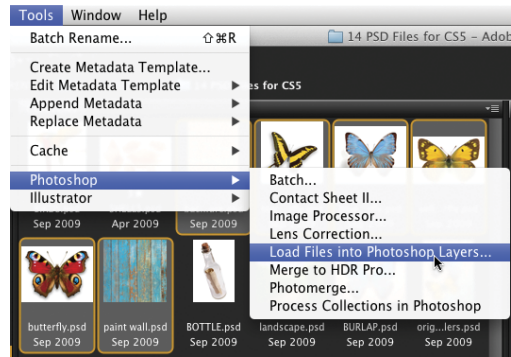 Tools Window Help
Batch Rename... ⇧⌘R
14 PSD Files for CS5 – Adob
Create Metadata Template...
Edit Metadata Template
es for CS5
Append Metadata
Replace Metadata
Cache
Photoshop
Illustrator
Batch...
Contact Sheet II...
Image Processor...
Lens Correction...
Load Files into Photoshop Layers...
Merge to HDR Pro...
Photomerge...
Process Collections in Photoshop
Sep 2009 Apr 2009 Sep 2009
butterfly.psd paint wall.psd BOTTLE.psd landscape.psd BURLAP.psd orig...lers.psd
Sep 2009 Sep 2009 Sep 2009 Sep 2009 Sep 2009 Sep 2009